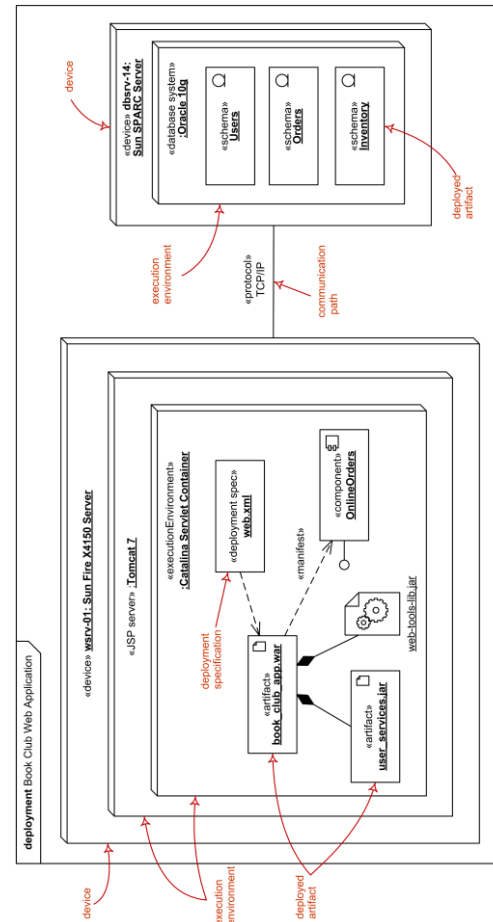 deployment Book Club Web Application
«device» wsrv-01: Sun Fire X4150 Server
«JSP server» :Tomcat 7
«executionEnvironment»
:Catalina Servlet Container
«deployment spec»
web.xml
deployment
specification
«artifact»
book_club_app.war
«manifest»
«component»
OnlineOrders
«artifact»
user_services.jar
web-tools-lib.jar
device
execution
environment
deployed
artifact
«protocol»
TCP/IP
communication
path
device
«device» dbsrv-14:
Sun SPARC Server
«database system»
:Oracle 10g
«schema»
Users
«schema»
Orders
«schema»
Inventory
execution
environment
deployed
artifact